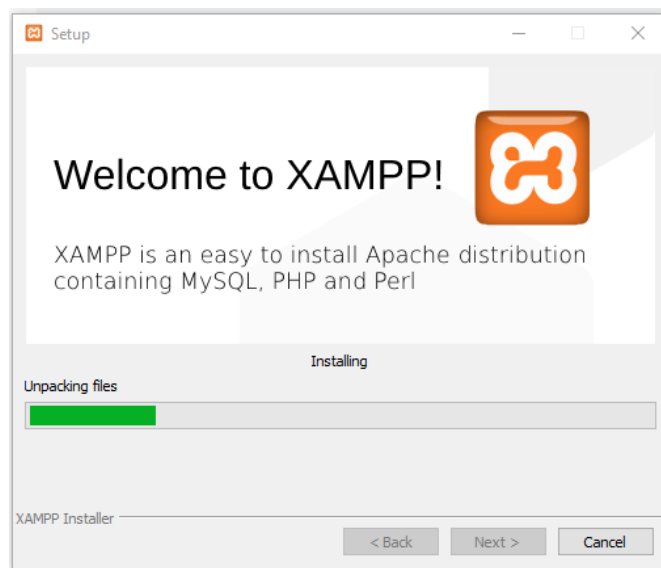 Setup
Welcome to XAMPP!
XAMPP is an easy to install Apache distribution
containing MySQL, PHP and Perl
Installing
Unpacking files
XAMPP Installer
< Back
Next >
Cancel